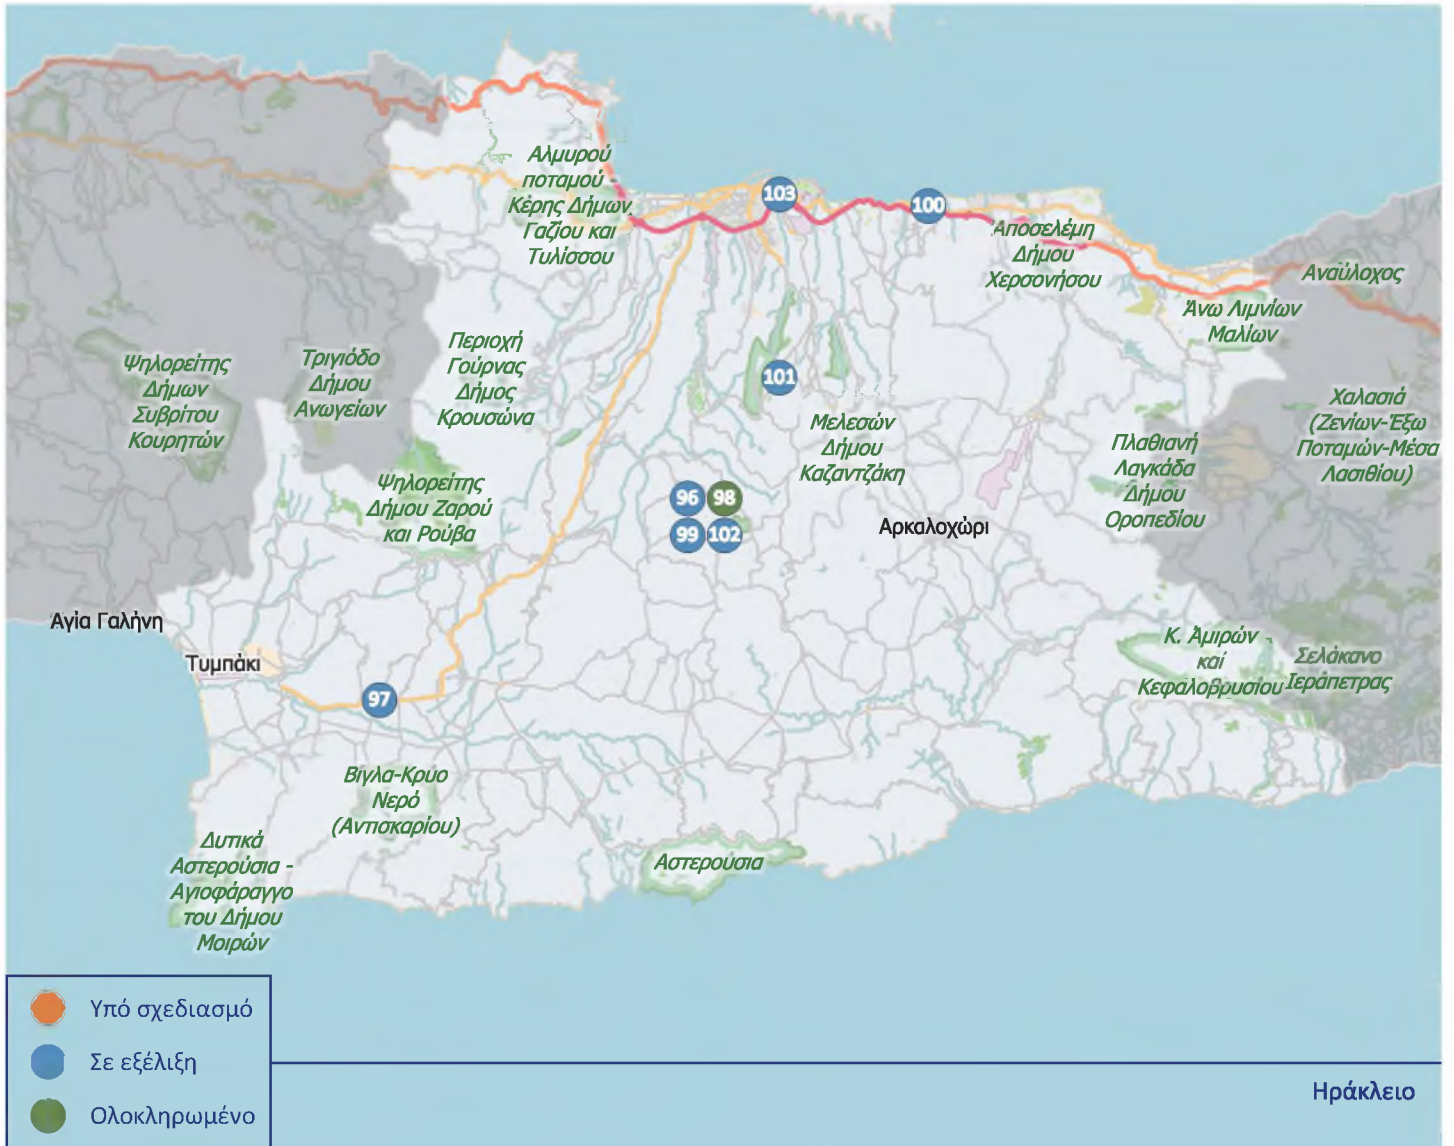 Αλμυρού
ποταμού -
Κέρης Δήμων
Γαζίου και
Τυλίσσου
103
100
Αποσελέμη
Δήμου
Χερσονήσου
Αναΰλοχος
Άνω Λιμνίων
Μαλίων
Ψηλορείτης
Δήμων
Συβρίτου
Κουρητών
Τριγιόδο
Δήμου
Ανωγείων
Περιοχή
Γούρνας
Δήμος
Κρουσώνα
101
Μελεσών
Δήμου
Καζαντζάκη
Χαλασιά
(Ζενίων-Έξω
Ποταμών-Μέσα
Λασιθίου)
Πλαθιανή
Λαγκάδα
Δήμου
Οροπεδίου
Ψηλορείτης
Δήμου Ζαρού
και Ρούβα
96 98
99 102
Αρκαλοχώρι
Αγία Γαλήνη
Τυμπάκι
97
Κ. Άμιρών
καί
Κεφαλοβρυσίου
Σελάκανο
Ιεράπετρας
Βίγλα-Κρυο
Νερό
(Αντισκαρίου)
Δυτικά
Αστερούσια -
Αγιοφάραγγο
του Δήμου
Μοιρών
Αστερούσια
Υπό σχεδιασμό
Σε εξέλιξη
Ολοκληρωμένο
Ηράκλειο